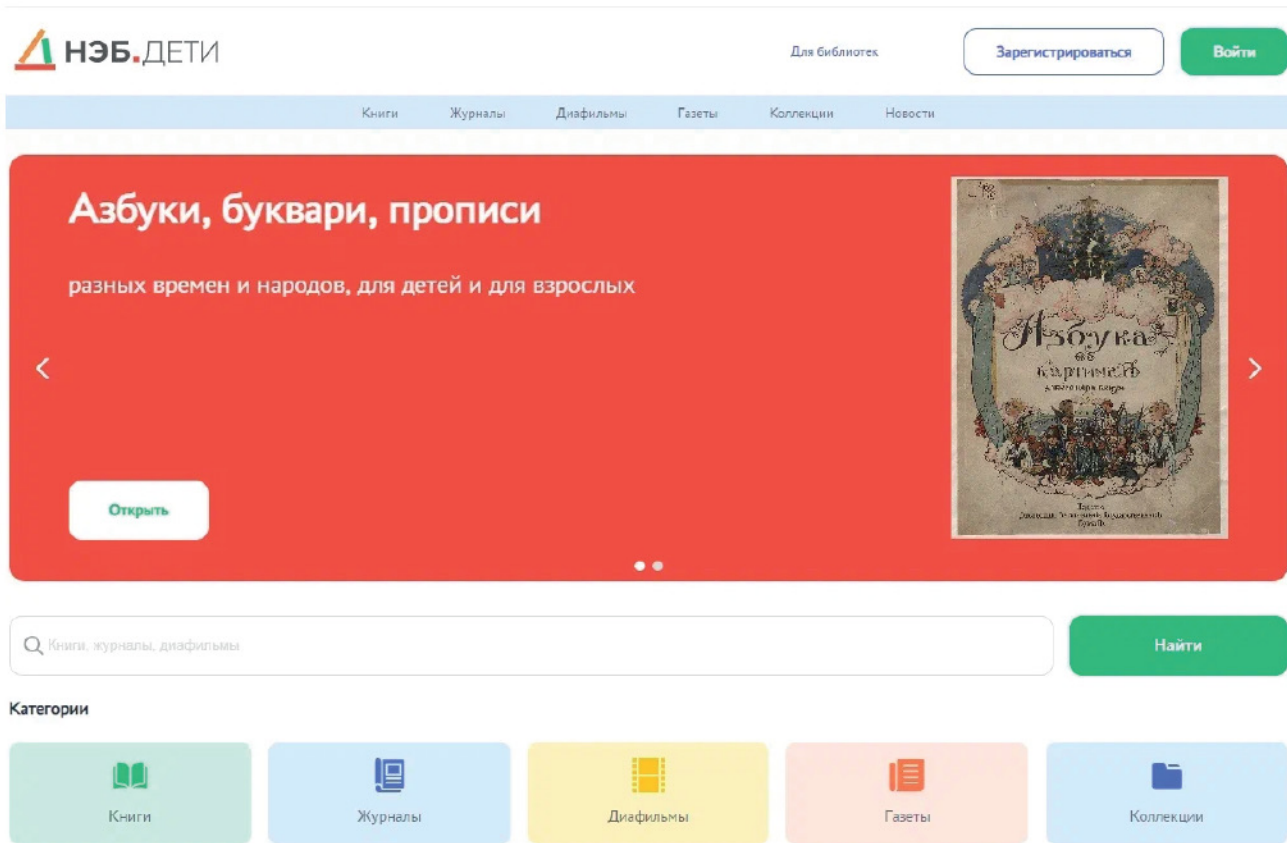 НЭБ.ДЕТИ
Для библиотек
Зарегистрироваться
Войти
Книги Журналы Диафильмы Газеты Коллекции Новости
Азбуки, буквари, прописи
разных времен и народов, для детей и для взрослых
Азбука
въ
картинахъ
Открыть
Книги, журналы, диафильмы
Найти
Категории
Книги Журналы Диафильмы Газеты Коллекции